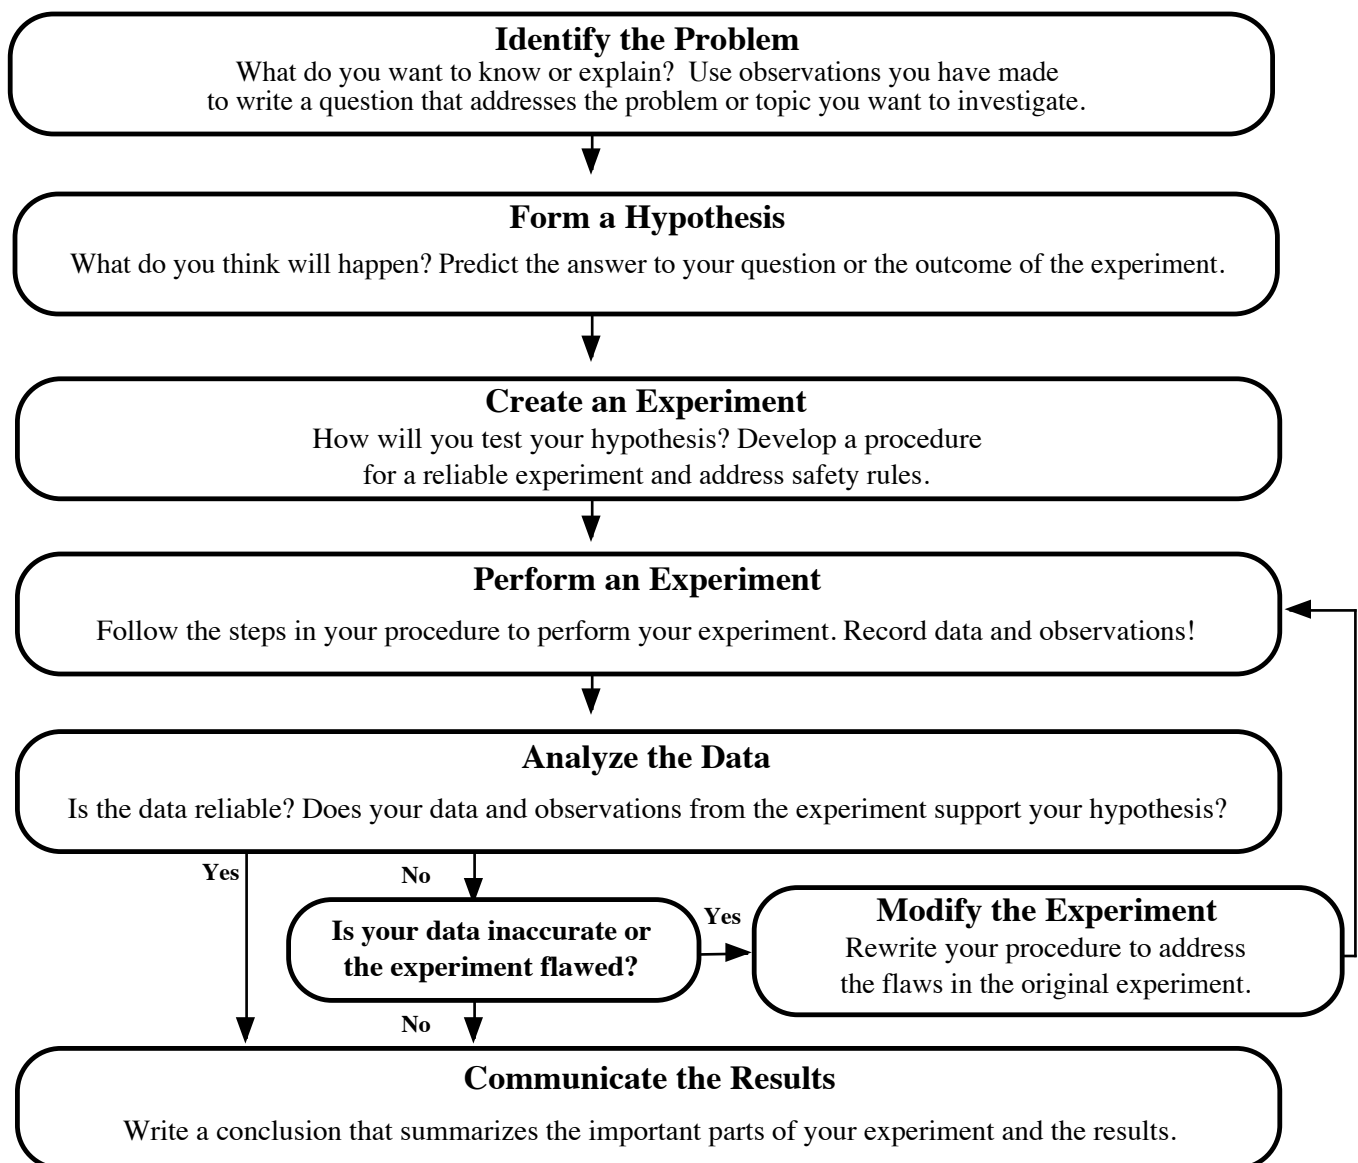 Identify the Problem
What do you want to know or explain?  Use observations you have made
to write a question that addresses the problem or topic you want to investigate.
Form a Hypothesis
What do you think will happen? Predict the answer to your question or the outcome of the experiment.
Create an Experiment
How will you test your hypothesis? Develop a procedure
for a reliable experiment and address safety rules.
Perform an Experiment
Follow the steps in your procedure to perform your experiment. Record data and observations!
Analyze the Data
Is the data reliable? Does your data and observations from the experiment support your hypothesis?
Yes
No
Is your data inaccurate or
the experiment flawed?
Yes
Modify the Experiment
Rewrite your procedure to address
the flaws in the original experiment.
No
Communicate the Results
Write a conclusion that summarizes the important parts of your experiment and the results.